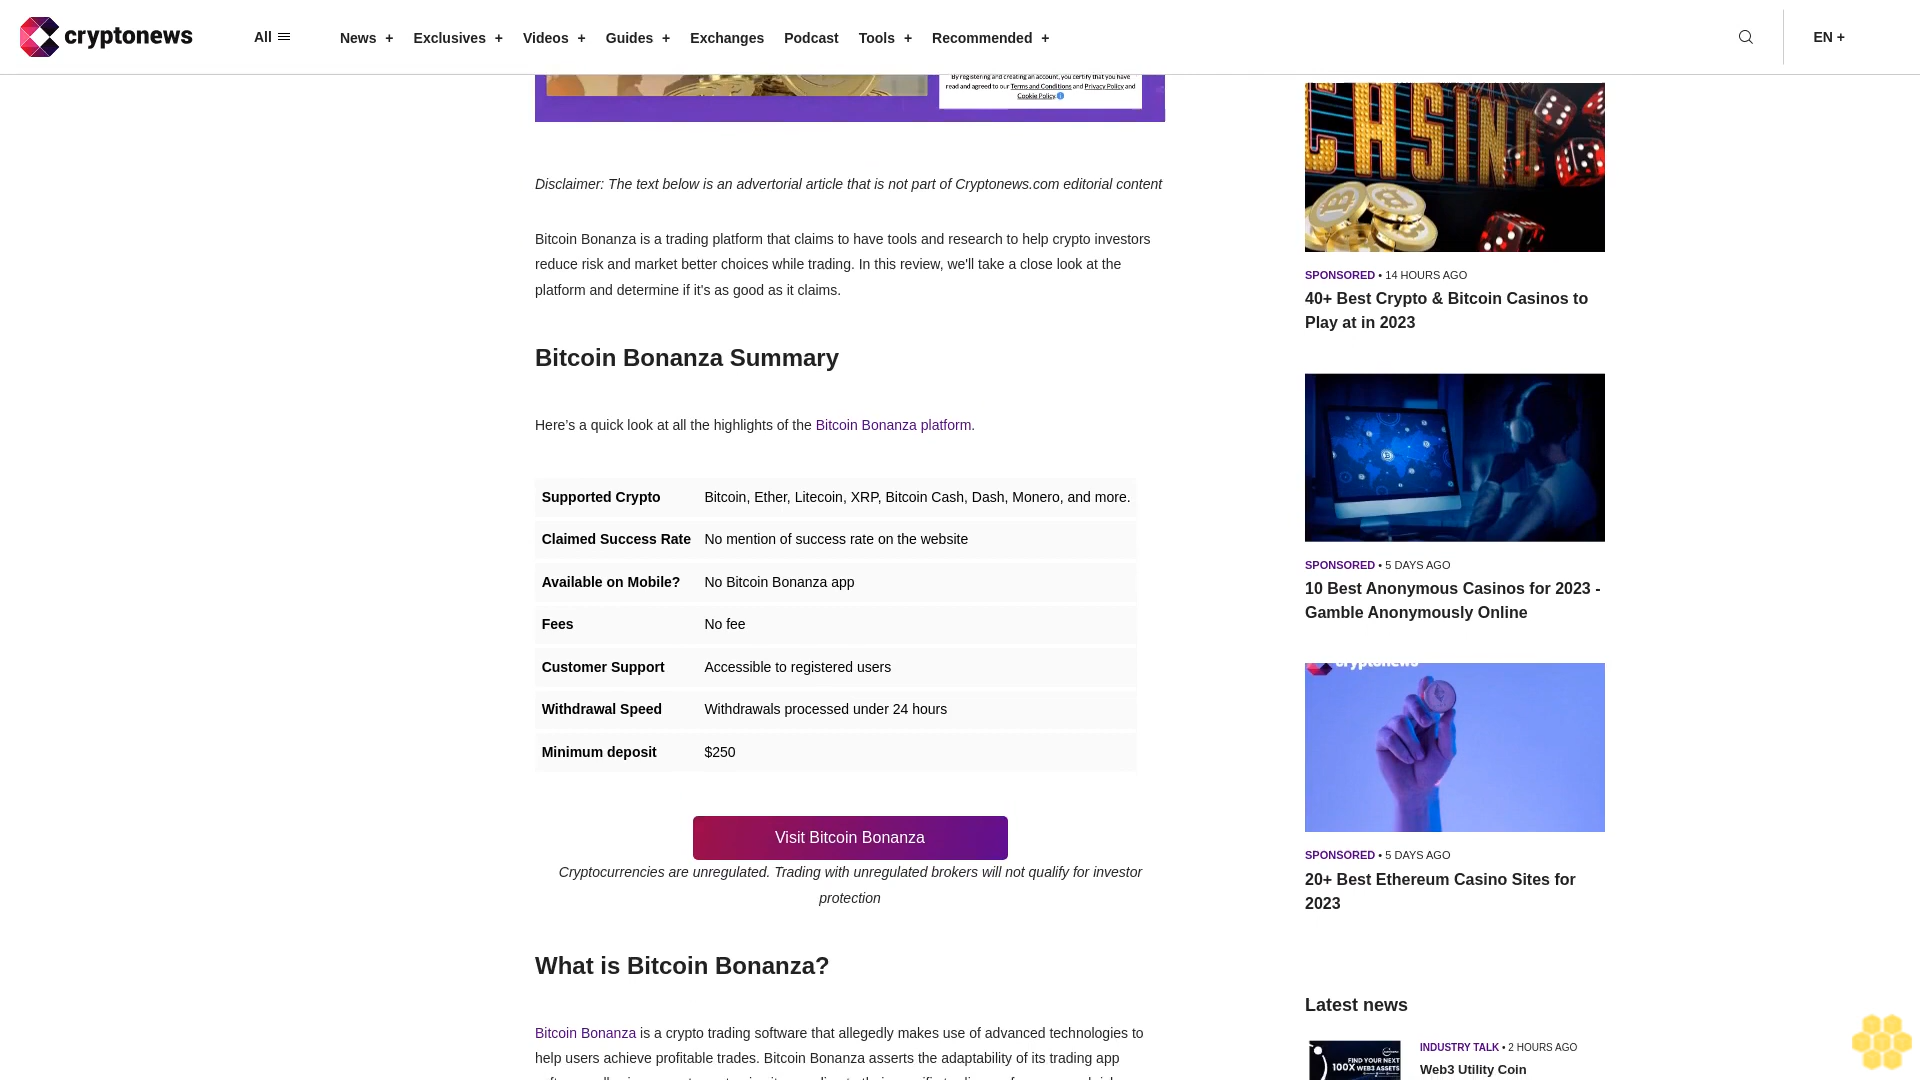 cryptonews
All
News +
Exclusives +
Videos +
Guides +
Exchanges
Podcast
Tools +
Recommended +
EN +
By registering and creating an account, you certify that you have
read and agreed to our Terms and Conditions and Privacy Policy and
Cookie Policy
Disclaimer: The text below is an advertorial article that is not part of Cryptonews.com editorial content
Bitcoin Bonanza is a trading platform that claims to have tools and research to help crypto investors
reduce risk and market better choices while trading. In this review, we'll take a close look at the
platform and determine if it's as good as it claims.
Bitcoin Bonanza Summary
Here’s a quick look at all the highlights of the Bitcoin Bonanza platform.
Supported Crypto Bitcoin, Ether, Litecoin, XRP, Bitcoin Cash, Dash, Monero, and more.
Claimed Success Rate No mention of success rate on the website
Available on Mobile? No Bitcoin Bonanza app
Fees No fee
Customer Support Accessible to registered users
Withdrawal Speed Withdrawals processed under 24 hours
Minimum deposit $250
Visit Bitcoin Bonanza
Cryptocurrencies are unregulated. Trading with unregulated brokers will not qualify for investor
protection
What is Bitcoin Bonanza?
Bitcoin Bonanza is a crypto trading software that allegedly makes use of advanced technologies to
help users achieve profitable trades. Bitcoin Bonanza asserts the adaptability of its trading app
CASINO
SPONSORED • 14 HOURS AGO
40+ Best Crypto & Bitcoin Casinos to
Play at in 2023
SPONSORED • 5 DAYS AGO
10 Best Anonymous Casinos for 2023 -
Gamble Anonymously Online
cryptonews
SPONSORED • 5 DAYS AGO
20+ Best Ethereum Casino Sites for
2023
Latest news
FIND YOUR NEXT
100X WEB3 ASSETS
INDUSTRY TALK • 2 HOURS AGO
Web3 Utility Coin